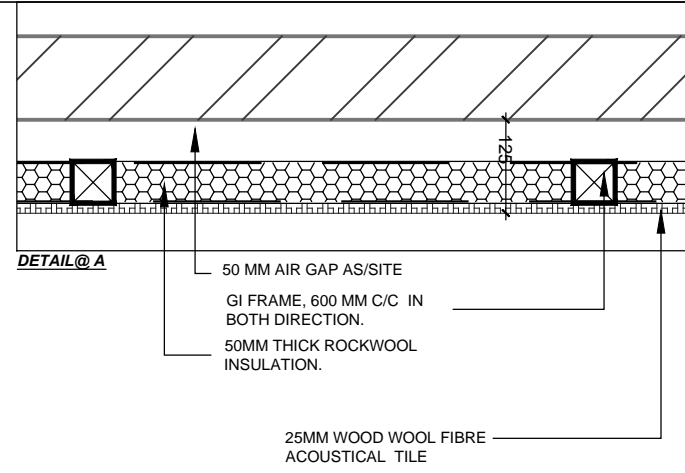 125
DETAIL@ A
50 MM AIR GAP AS/SITE
GI FRAME, 600 MM C/C IN
BOTH DIRECTION.
50MM THICK ROCKWOOL
INSULATION.
25MM WOOD WOOL FIBRE
ACOUSTICAL TILE